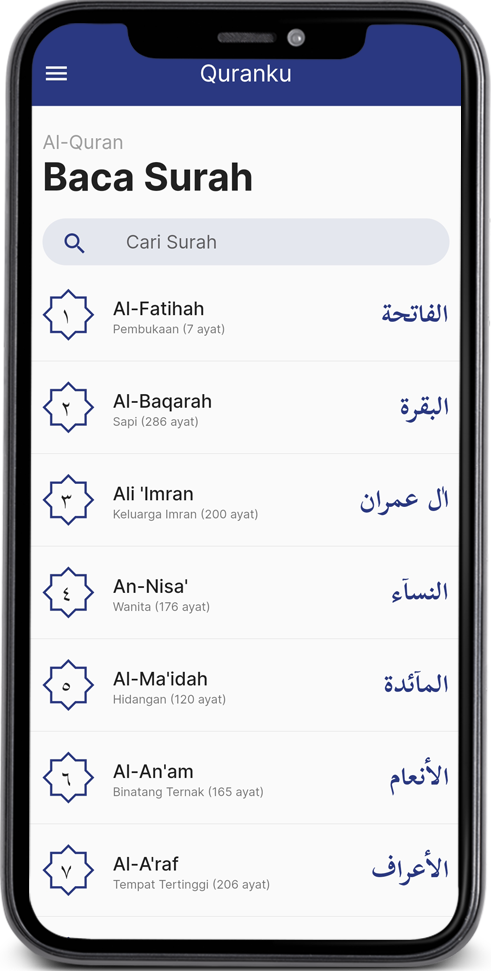 Quranku
Al-Quran
Baca Surah
Cari Surah
١ Al-Fatihah الفاتحة
Pembukaan (7 ayat)
٢ Al-Baqarah البقرة
Sapi (286 ayat)
٣ Ali 'Imran اٰل عمران
Keluarga Imran (200 ayat)
٤ An-Nisa' النسآء
Wanita (176 ayat)
٥ Al-Ma'idah المآئدة
Hidangan (120 ayat)
٦ Al-An'am الأنعام
Binatang Ternak (165 ayat)
٧ Al-A'raf الأعراف
Tempat Tertinggi (206 ayat)